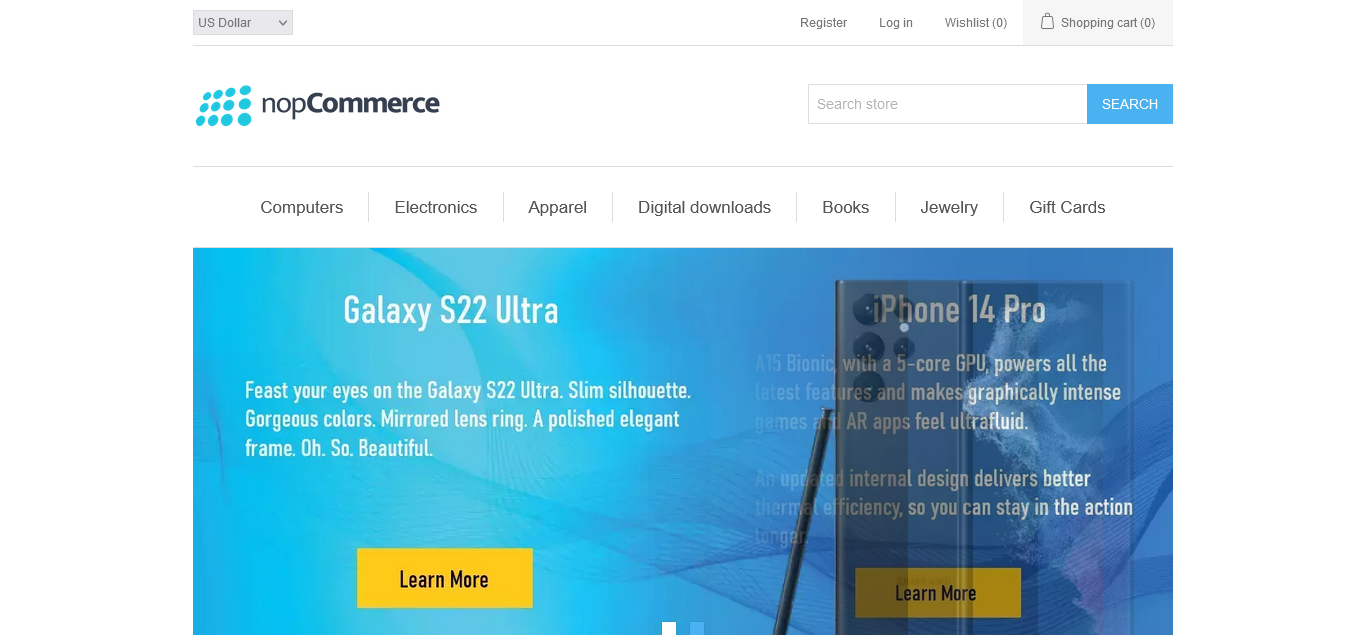 US Dollar
Register
Log in
Wishlist (0)
Shopping cart (0)
nopCommerce
Search store
SEARCH
Computers
Electronics
Apparel
Digital downloads
Books
Jewelry
Gift Cards
Galaxy S22 Ultra
Feast your eyes on the Galaxy S22 Ultra. Slim silhouette.
Gorgeous colors. Mirrored lens ring. A polished elegant
frame. Oh. So. Beautiful.
Learn More
iPhone 14 Pro
A15 Bionic, with a 5-core GPU, powers all the
latest features and makes graphically intense
games and AR apps feel ultrafluid.
An updated internal design delivers better
thermal efficiency, so you can stay in the action
longer.
SAMSUNG
Learn More